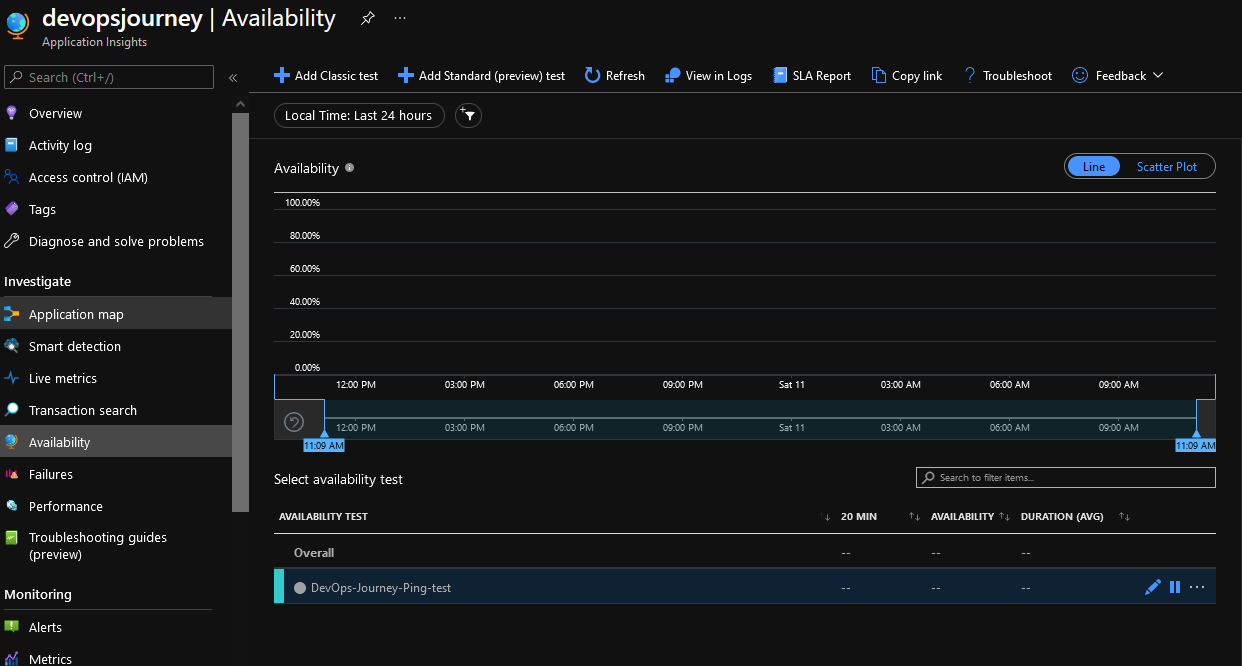 devopsjourney | Availability
Application Insights
Search (Ctrl+/)
«
Overview
Activity log
Access control (IAM)
Tags
Diagnose and solve problems
Investigate
Application map
Smart detection
Live metrics
Transaction search
Availability
Failures
Performance
Troubleshooting guides
(preview)
Monitoring
Alerts
Metrics
Add Classic test
Add Standard (preview) test
Refresh
View in Logs
SLA Report
Copy link
Troubleshoot
Feedback
Local Time: Last 24 hours
Availability
Line
Scatter Plot
100.00%
80.00%
60.00%
40.00%
20.00%
0.00%
12:00 PM 03:00 PM 06:00 PM 09:00 PM Sat 11 03:00 AM 06:00 AM 09:00 AM
12:00 PM 03:00 PM 06:00 PM 09:00 PM Sat 11 03:00 AM 06:00 AM 09:00 AM
11:09 AM 11:09 AM
Select availability test
Search to filter items...
AVAILABILITY TEST 20 MIN AVAILABILITY DURATION (AVG)
Overall -- -- --
DevOps-Journey-Ping-test -- -- --